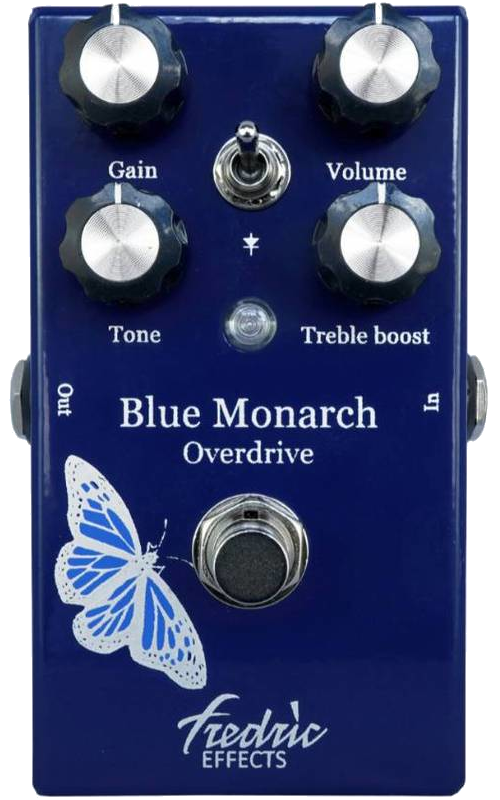 Gain
Volume
Tone
Treble boost
Out
In
Blue Monarch
Overdrive
Fredric
EFFECTS